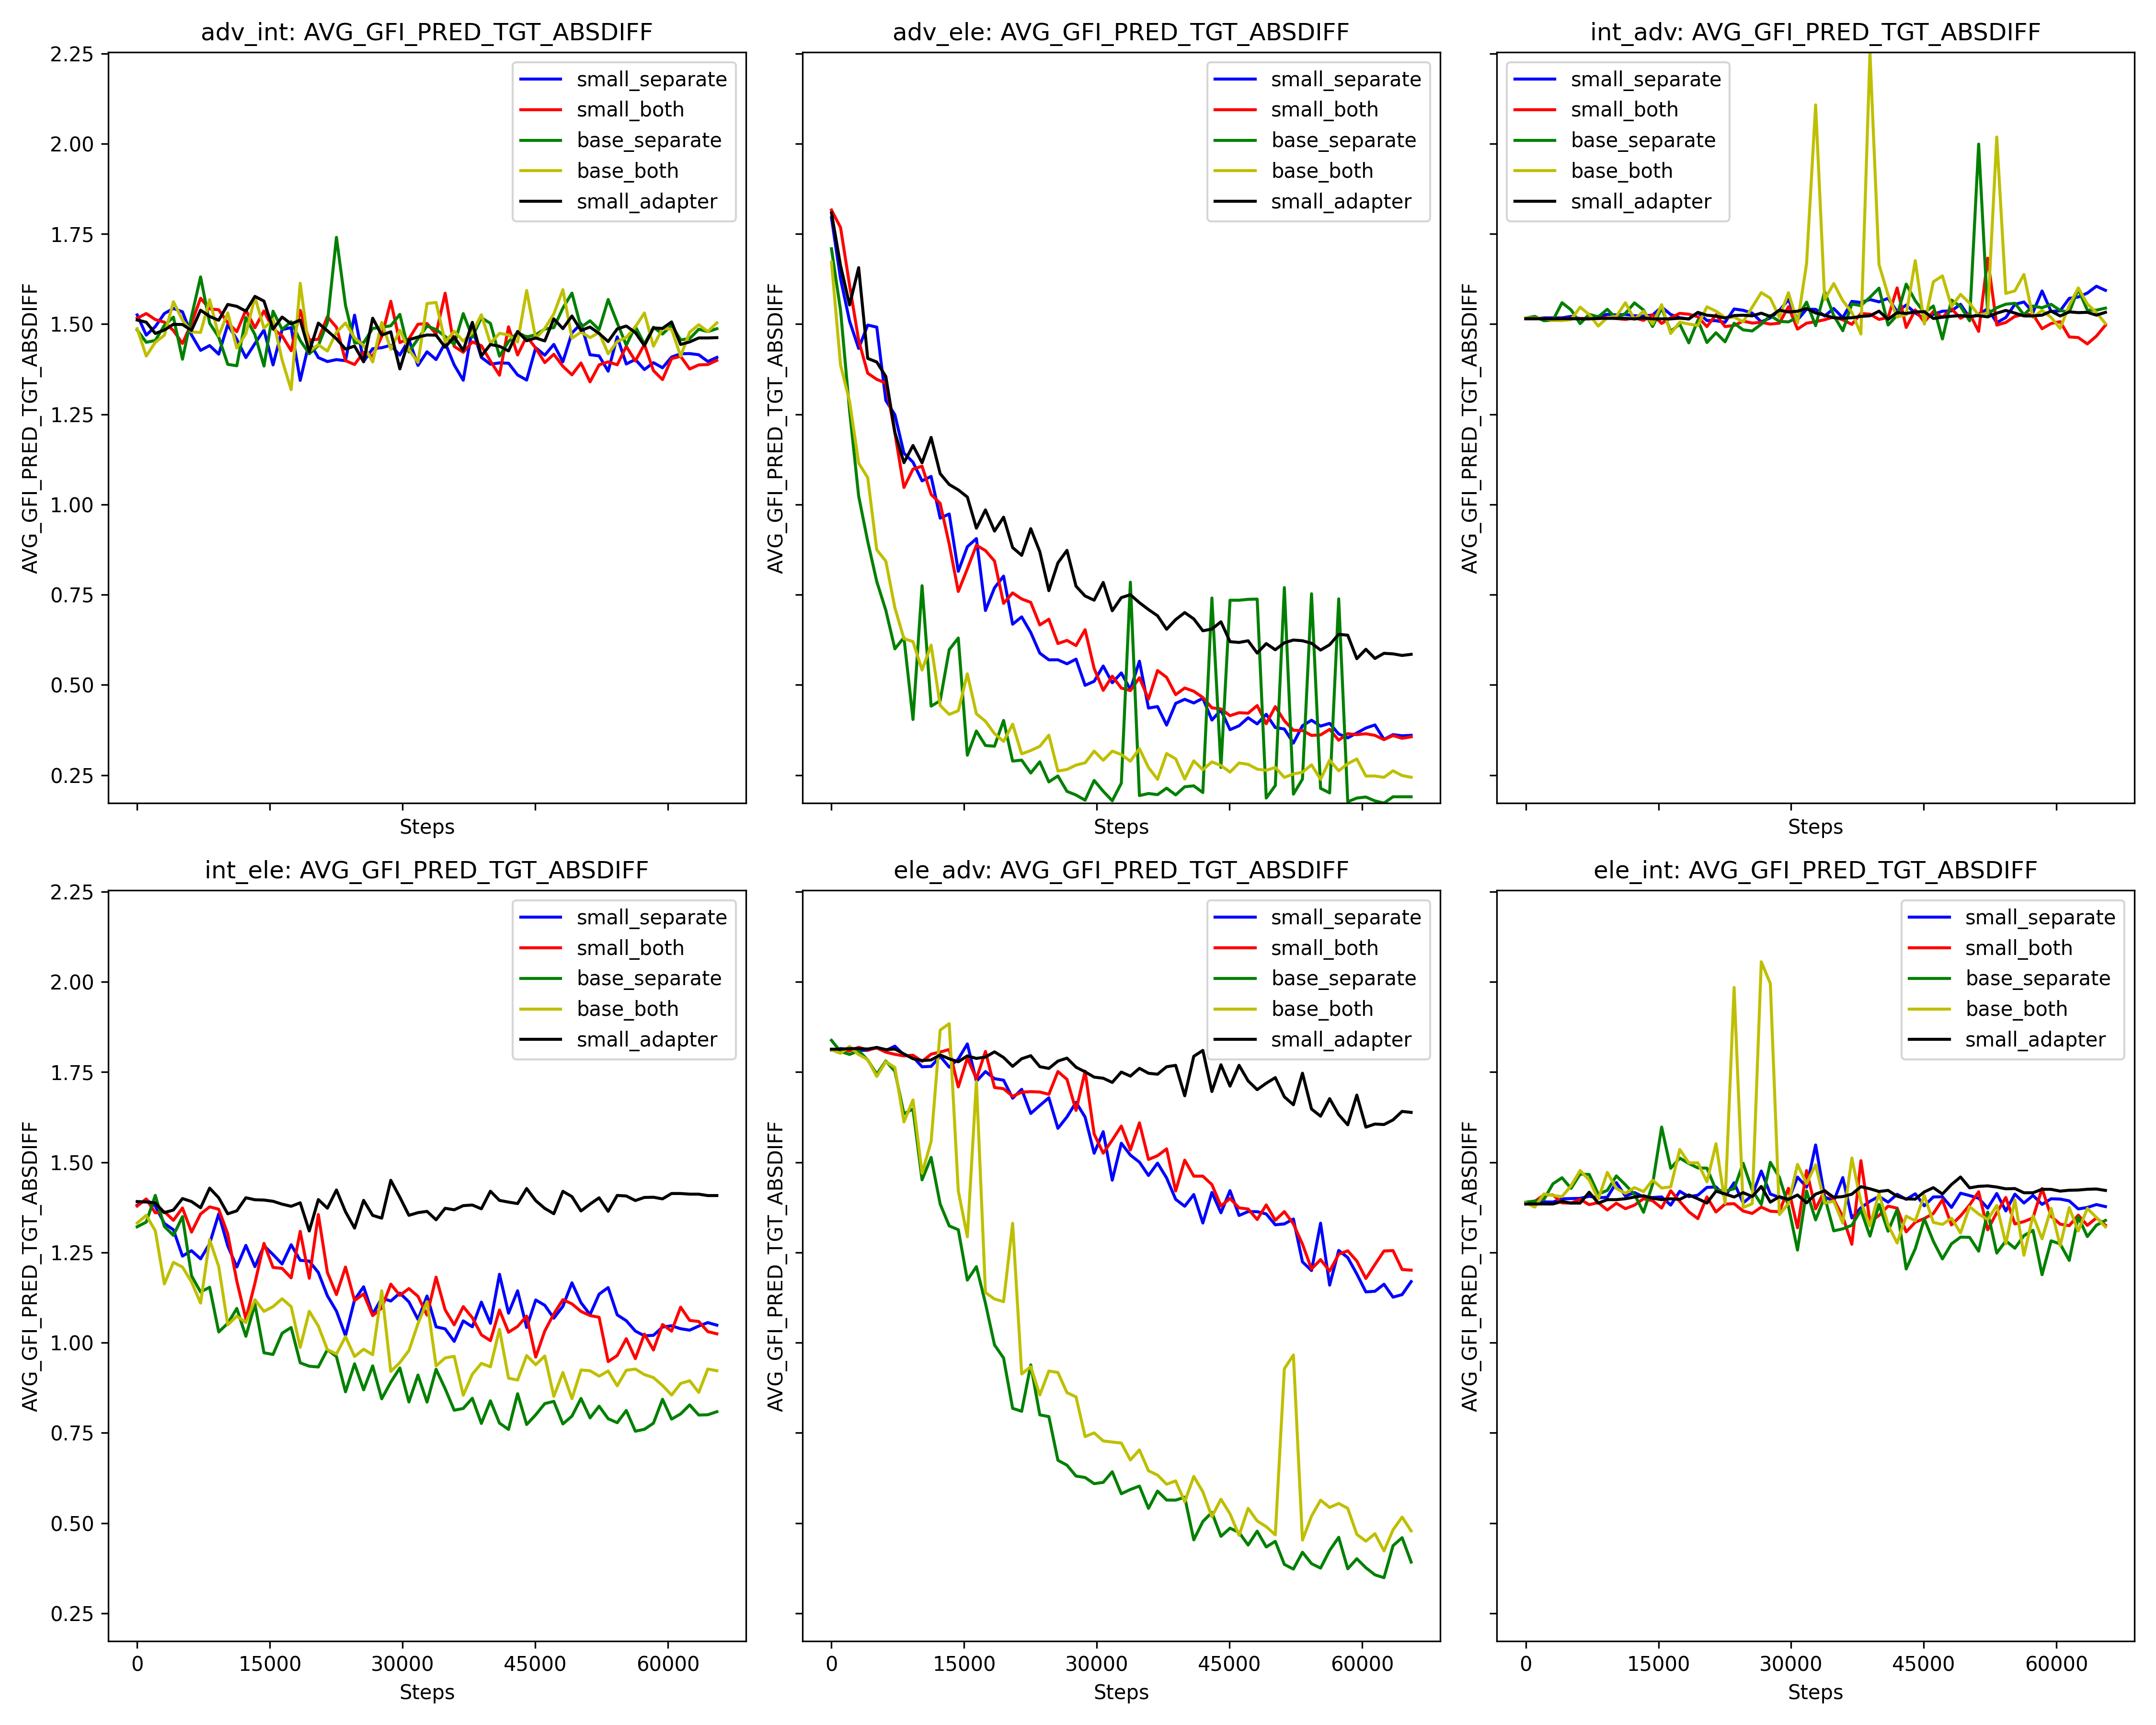 adv_int: AVG_GFI_PRED_TGT_ABSDIFF
AVG_GFI_PRED_TGT_ABSDIFF
2.25
2.00
1.75
1.50
1.25
1.00
0.75
0.50
0.25
small_separate
small_both
base_separate
base_both
small_adapter
Steps
adv_ele: AVG_GFI_PRED_TGT_ABSDIFF
AVG_GFI_PRED_TGT_ABSDIFF
small_separate
small_both
base_separate
base_both
small_adapter
Steps
int_adv: AVG_GFI_PRED_TGT_ABSDIFF
AVG_GFI_PRED_TGT_ABSDIFF
small_separate
small_both
base_separate
base_both
small_adapter
Steps
int_ele: AVG_GFI_PRED_TGT_ABSDIFF
AVG_GFI_PRED_TGT_ABSDIFF
2.25
2.00
1.75
1.50
1.25
1.00
0.75
0.50
0.25
small_separate
small_both
base_separate
base_both
small_adapter
0 15000 30000 45000 60000
Steps
ele_adv: AVG_GFI_PRED_TGT_ABSDIFF
AVG_GFI_PRED_TGT_ABSDIFF
small_separate
small_both
base_separate
base_both
small_adapter
0 15000 30000 45000 60000
Steps
ele_int: AVG_GFI_PRED_TGT_ABSDIFF
AVG_GFI_PRED_TGT_ABSDIFF
small_separate
small_both
base_separate
base_both
small_adapter
0 15000 30000 45000 60000
Steps